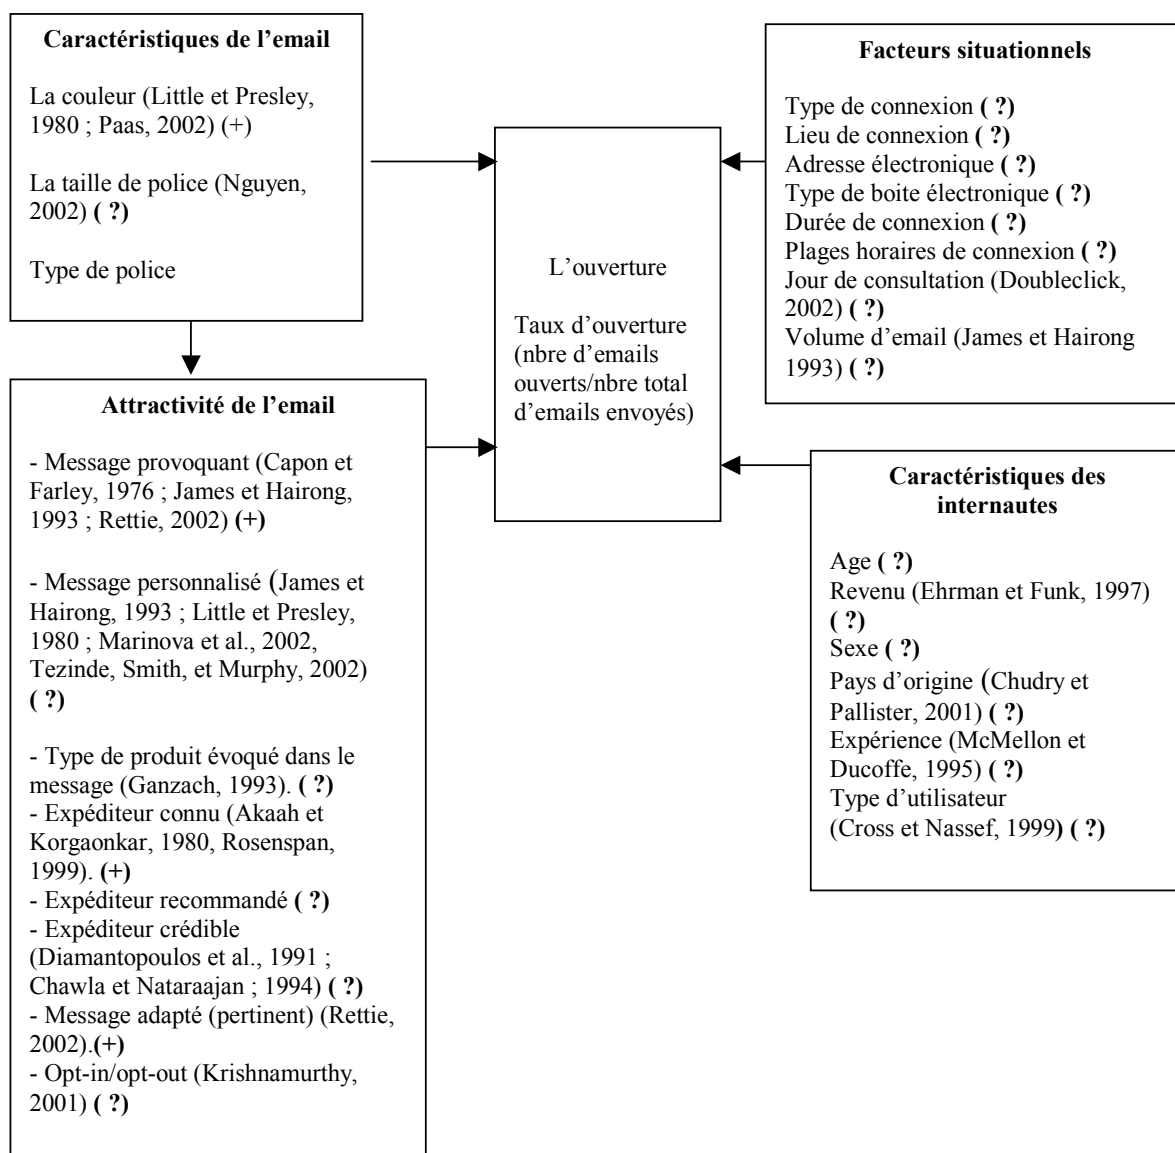 Caractéristiques de l'email
La couleur (Little et Presley,
1980 ; Paas, 2002) (+)
La taille de police (Nguyen,
2002) ( ?)
Type de police
Attractivité de l'email
- Message provoquant (Capon et
Farley, 1976 ; James et Hairong,
1993 ; Rettie, 2002) (+)
- Message personnalisé (James et
Hairong, 1993 ; Little et Presley,
1980 ; Marinova et al., 2002,
Tezinde, Smith, et Murphy, 2002)
( ?)
- Type de produit évoqué dans le
message (Ganzach, 1993). ( ?)
- Expéditeur connu (Akaah et
Korgaonkar, 1980, Rosenspan,
1999). (+)
- Expéditeur recommandé ( ?)
- Expéditeur crédible
(Diamantopoulos et al., 1991 ;
Chawla et Nataraajan ; 1994) ( ?)
- Message adapté (pertinent) (Rettie,
2002).(+)
- Opt-in/opt-out (Krishnamurthy,
2001) ( ?)
L'ouverture
Taux d'ouverture
(nbre d'emails
ouverts/nbre total
d'emails envoyés)
Facteurs situationnels
Type de connexion ( ?)
Lieu de connexion ( ?)
Adresse électronique ( ?)
Type de boite électronique ( ?)
Durée de connexion ( ?)
Plages horaires de connexion ( ?)
Jour de consultation (Doubleclick,
2002) ( ?)
Volume d'email (James et Hairong
1993) ( ?)
Caractéristiques des
internautes
Age ( ?)
Revenu (Ehrman et Funk, 1997)
( ?)
Sexe ( ?)
Pays d'origine (Chudry et
Pallister, 2001) ( ?)
Expérience (McMellon et
Ducoffe, 1995) ( ?)
Type d'utilisateur
(Cross et Nassef, 1999) ( ?)